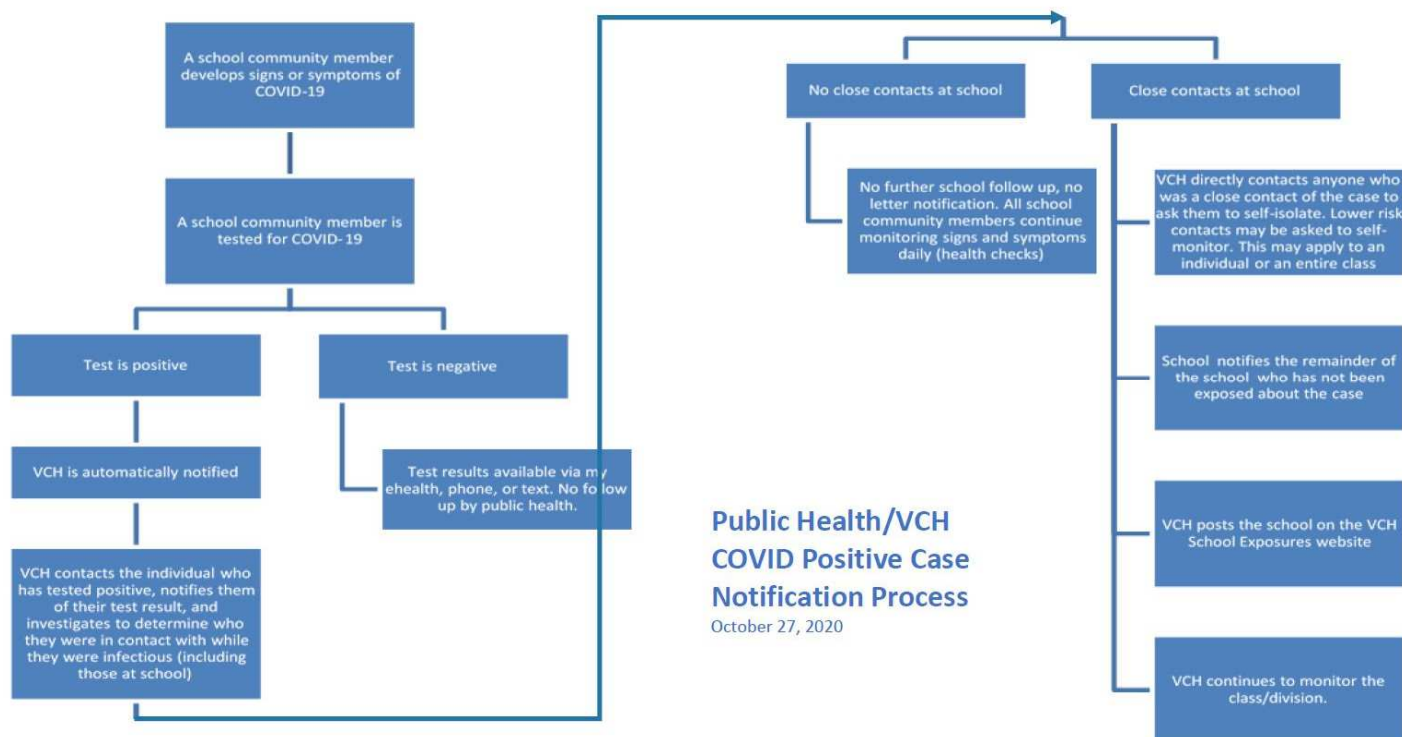 A school community member
develops signs or symptoms of
COVID-19
A school community member is
tested for COVID-19
Test is positive
Test is negative
VCH is automatically notified
Test results available via my
ehealth, phone, or text. No follow
up by public health.
VCH contacts the individual who
has tested positive, notifies them
of their test result, and
investigates to determine who
they were in contact with while
they were infectious (including
those at school)
No close contacts at school
Close contacts at school
No further school follow up, no
letter notification. All school
community members continue
monitoring signs and symptoms
daily (health checks)
VCH directly contacts anyone who
was a close contact of the case to
ask them to self-isolate. Lower risk
contacts may be asked to self-
monitor. This may apply to an
individual or an entire class
School notifies the remainder of
the school who has not been
exposed about the case
VCH posts the school on the VCH
School Exposures website
VCH continues to monitor the
class/division.
Public Health/VCH
COVID Positive Case
Notification Process
October 27, 2020